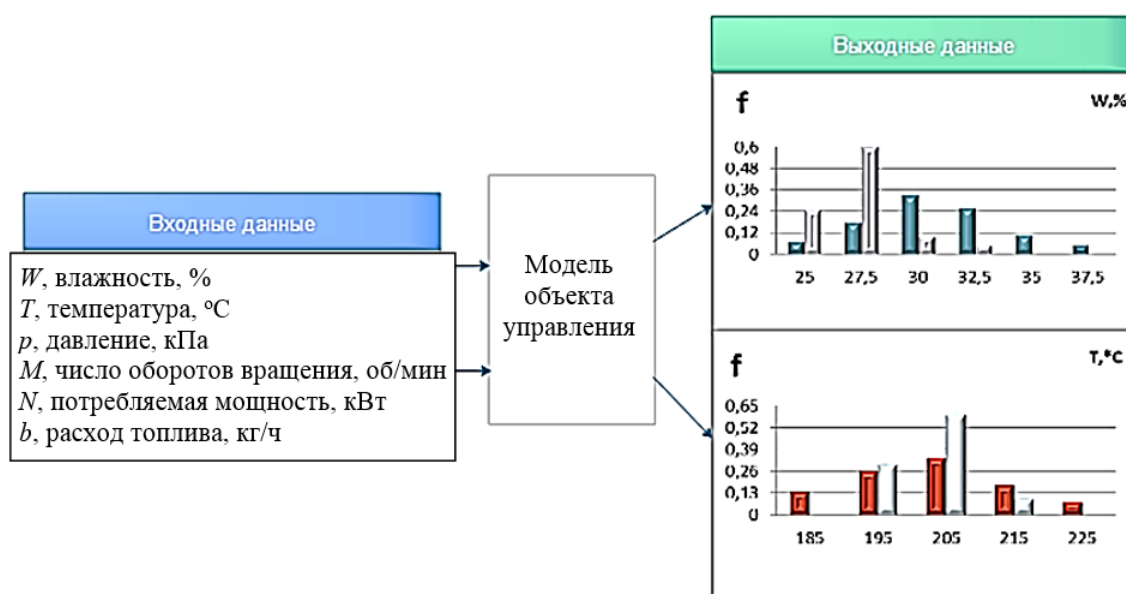 Входные данные
W, влажность, %
T, температура, °С
p, давление, кПа
M, число оборотов вращения, об/мин
N, потребляемая мощность, кВт
b, расход топлива, кг/ч
Модель
объекта
управления
Выходные данные
f
W,%
0,6
0,48
0,36
0,24
0,12
0
25 27,5 30 32,5 35 37,5
f
T,*C
0,65
0,52
0,39
0,26
0,13
0
185 195 205 215 225